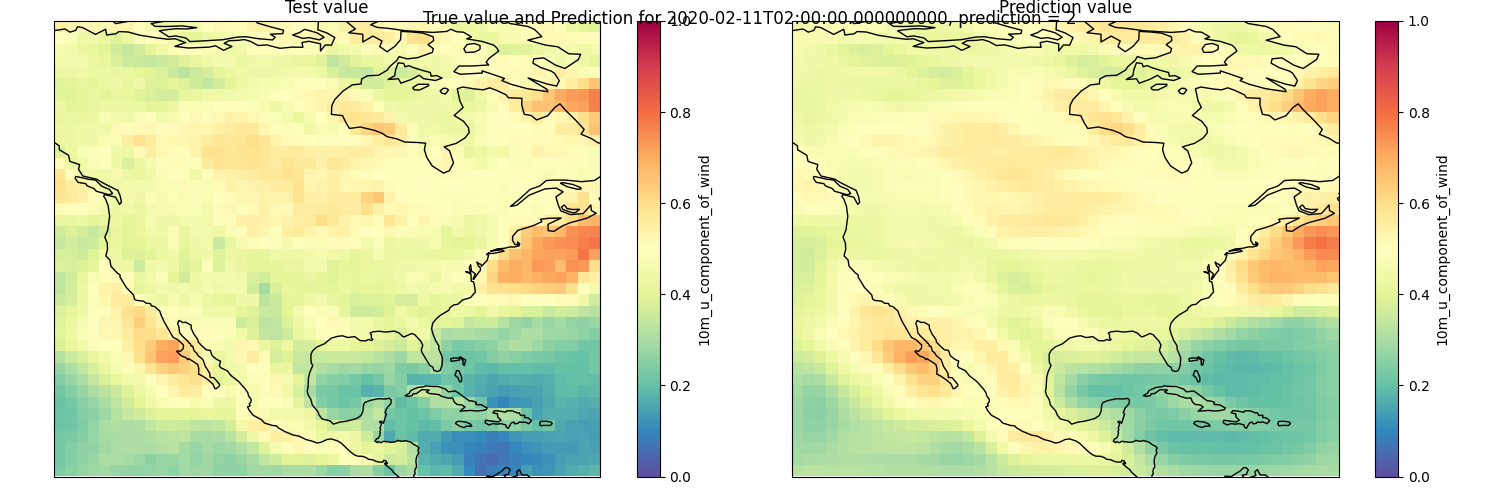 Test value
True value and Prediction for 2020-02-11T02:00:00.000000000, prediction = 2
Prediction value
1.0
0.8
0.6
0.4
0.2
0.0
10m_u_component_of_wind
1.0
0.8
0.6
0.4
0.2
0.0
10m_u_component_of_wind